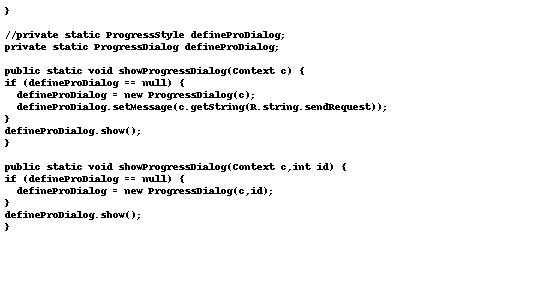 }
//private static ProgressStyle defineProDialog;
private static ProgressDialog defineProDialog;
public static void showProgressDialog(Context c) {
if (defineProDialog == null) {
defineProDialog = new ProgressDialog(c);
defineProDialog.setMessage(c.getString(R.string.sendRequest));
}
defineProDialog.show();
}
public static void showProgressDialog(Context c,int id) {
if (defineProDialog == null) {
defineProDialog = new ProgressDialog(c,id);
}
defineProDialog.show();
}